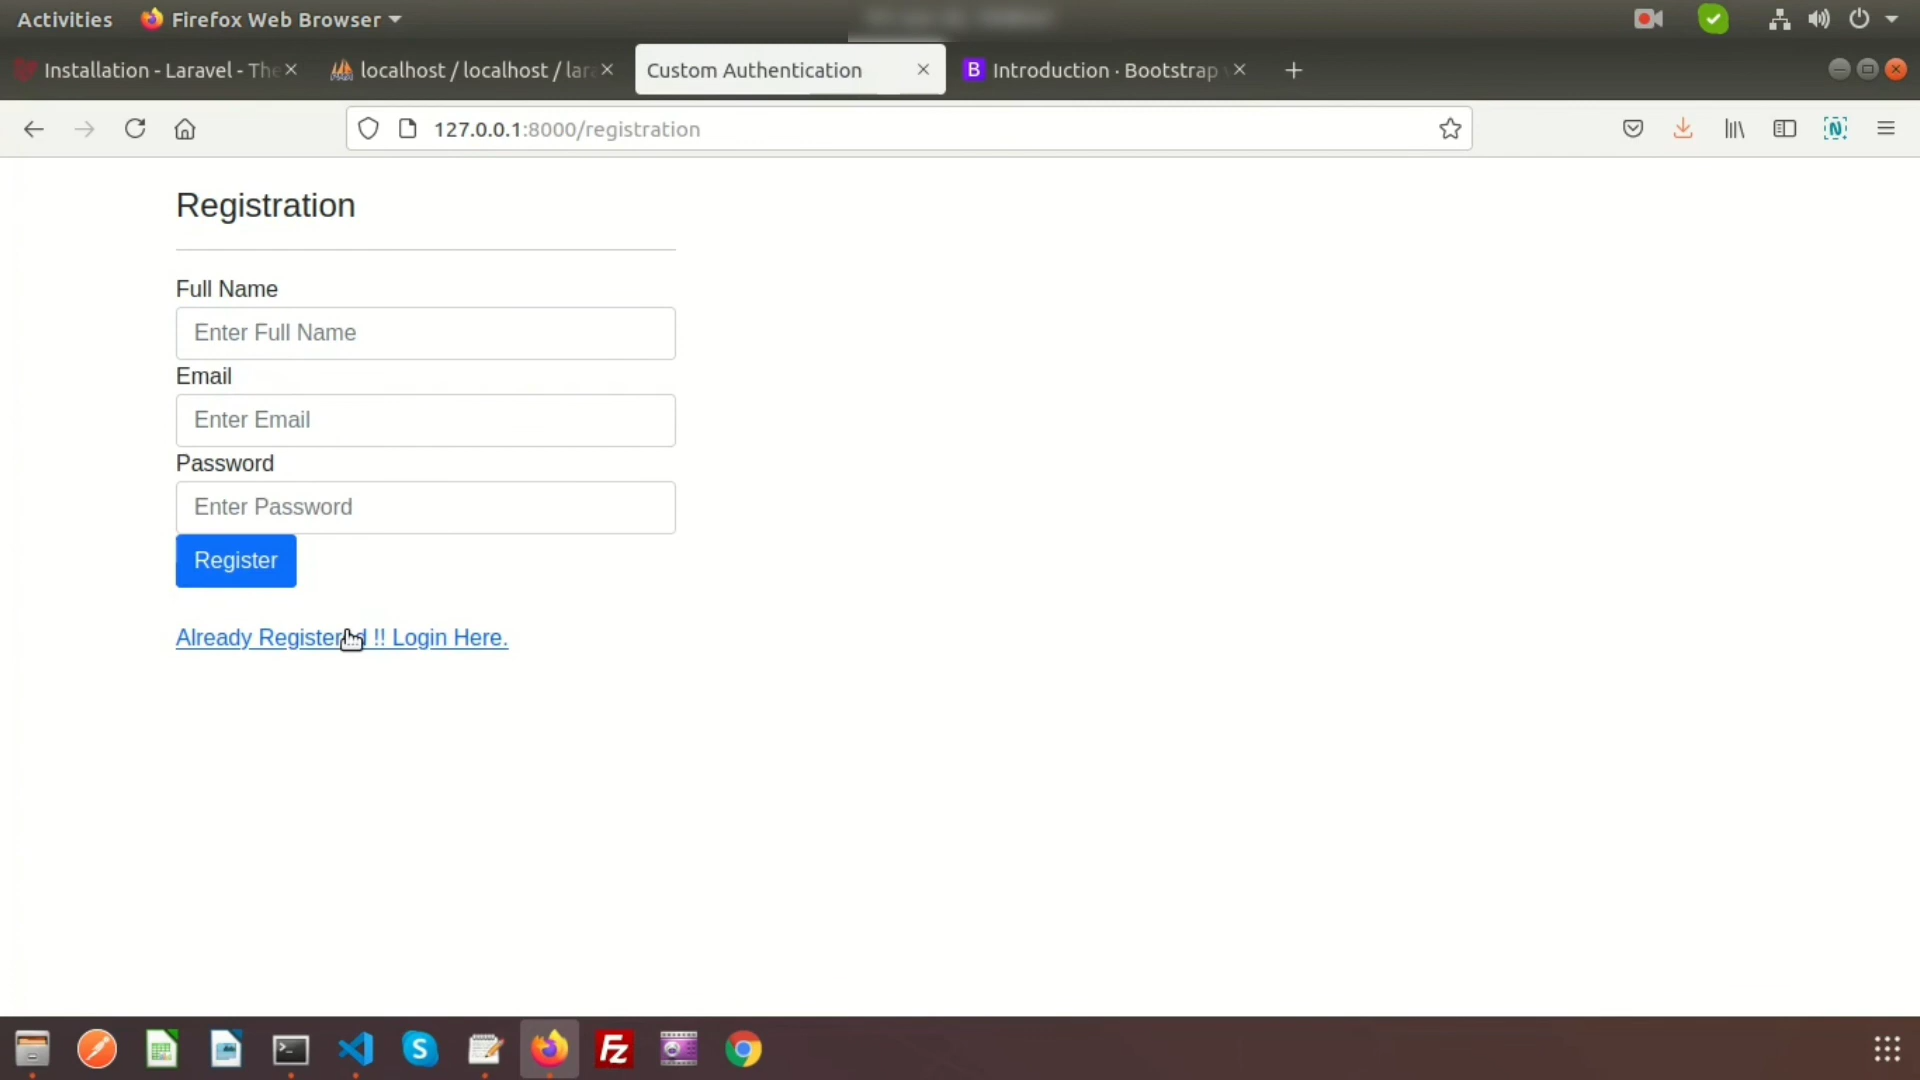 Activities Firefox Web Browser
Installation - Laravel - The localhost / localhost / lar Custom Authentication B Introduction · Bootstrap
127.0.0.1:8000/registration
Registration
Full Name
Enter Full Name
Email
Enter Email
Password
Enter Password
Register
Already Registered !! Login Here.